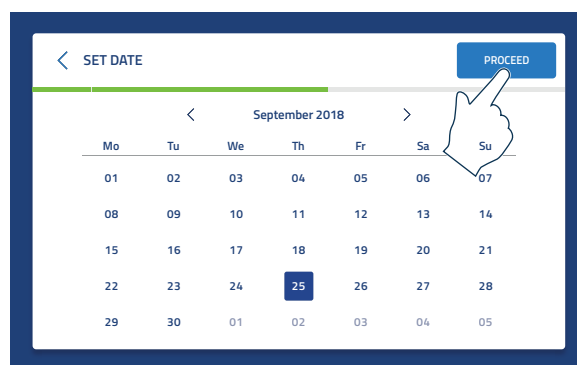 SET DATE PROCEED
September 2018
Mo Tu We Th Fr Sa Su
01 02 03 04 05 06 07
08 09 10 11 12 13 14
15 16 17 18 19 20 21
22 23 24 25 26 27 28
29 30 01 02 03 04 05